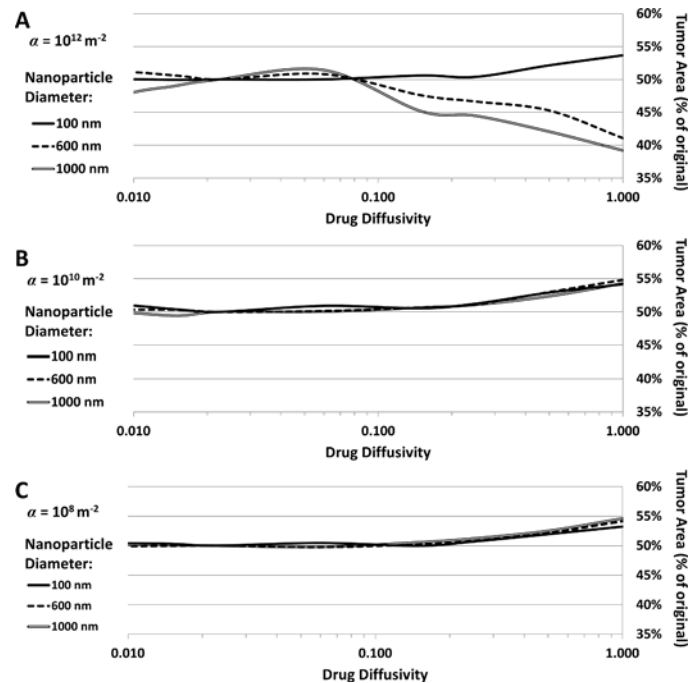 A
α = 10¹² m⁻²
Nanoparticle
Diameter:
100 nm
600 nm
1000 nm
60%
55%
50%
45%
40%
35%
Tumor Area (% of original)
0.010
0.100
1.000
Drug Diffusivity
B
α = 10¹⁰ m⁻²
Nanoparticle
Diameter:
100 nm
600 nm
1000 nm
60%
55%
50%
45%
40%
35%
Tumor Area (% of original)
0.010
0.100
1.000
Drug Diffusivity
C
α = 10⁸ m⁻²
Nanoparticle
Diameter:
100 nm
600 nm
1000 nm
60%
55%
50%
45%
40%
35%
Tumor Area (% of original)
0.010
0.100
1.000
Drug Diffusivity